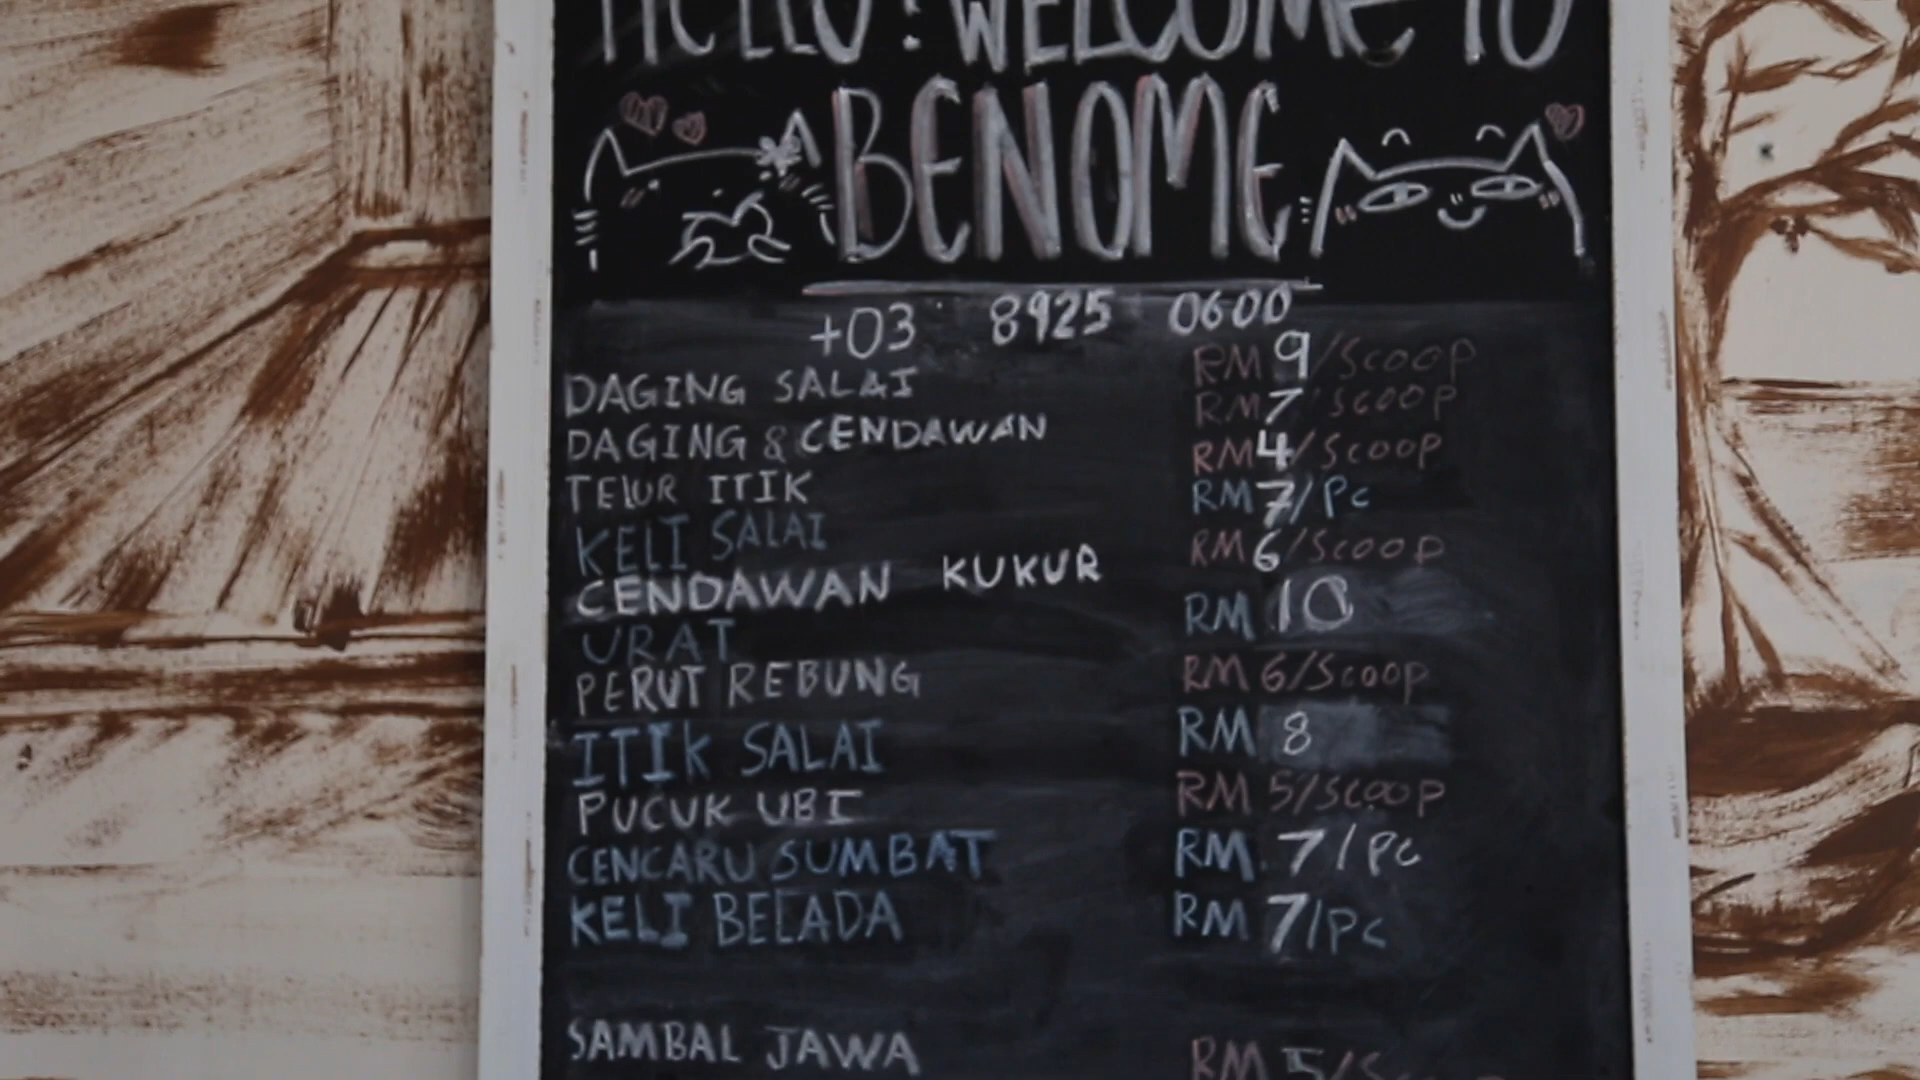 HELLO! WELCOME TO
BENOME
+03 8925 0600
DAGING SALAI RM 9/Scoop
DAGING & CENDAWAN RM 7/Scoop
TELUR ITIK RM 4/Scoop
KELI SALAI RM 7/Pc
CENDAWAN KUKUR RM 6/Scoop
URAT RM 10
PERUT REBUNG RM 6/Scoop
ITIK SALAI RM 8
PUCUK UBI RM 5/Scoop
CENCARU SUMBAT RM 7/Pc
KELI BELADA RM 7/Pc
SAMBAL JAWA RM 5/